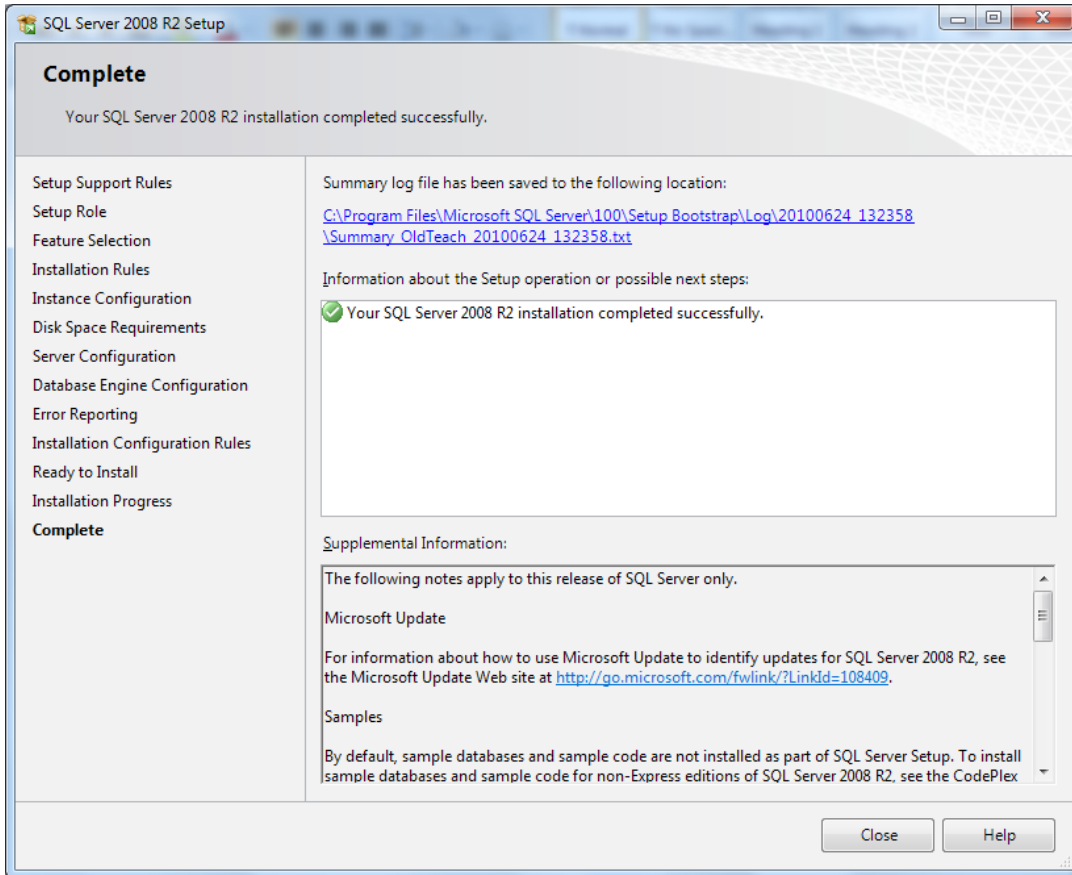 SQL Server 2008 R2 Setup
Complete
Your SQL Server 2008 R2 installation completed successfully.
Setup Support Rules
Setup Role
Feature Selection
Installation Rules
Instance Configuration
Disk Space Requirements
Server Configuration
Database Engine Configuration
Error Reporting
Installation Configuration Rules
Ready to Install
Installation Progress
Complete
Summary log file has been saved to the following location:
C:\Program Files\Microsoft SQL Server\100\Setup Bootstrap\Log\20100624_132358
\Summary_OldTeach_20100624_132358.txt
Information about the Setup operation or possible next steps:
Your SQL Server 2008 R2 installation completed successfully.
Supplemental Information:
The following notes apply to this release of SQL Server only.
Microsoft Update
For information about how to use Microsoft Update to identify updates for SQL Server 2008 R2, see
the Microsoft Update Web site at http://go.microsoft.com/fwlink/?LinkId=108409.
Samples
By default, sample databases and sample code are not installed as part of SQL Server Setup. To install
sample databases and sample code for non-Express editions of SQL Server 2008 R2, see the CodePlex
Close
Help